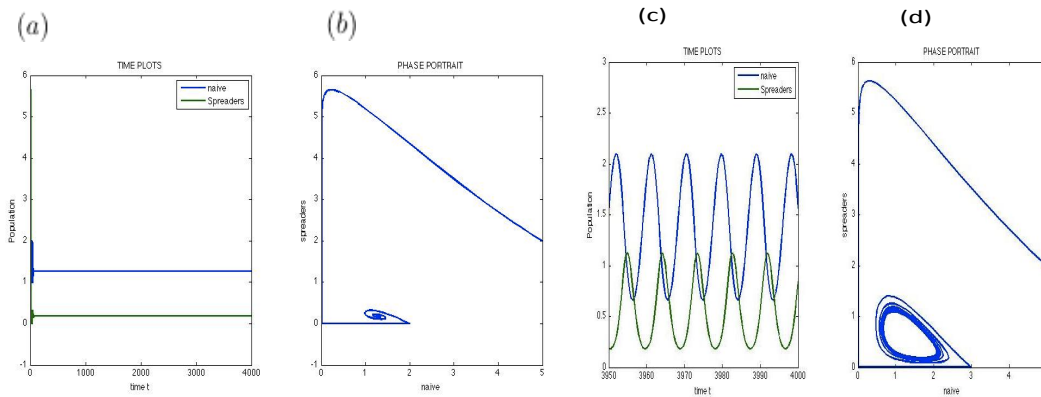 (a)
TIME PLOTS
naive
Spreaders
Population
6
5
4
3
2
1
0
-1
0
1000
2000
3000
4000
time t
(b)
PHASE PORTRAIT
spreaders
6
5
4
3
2
1
0
-1
0
1
2
3
4
5
naive
(c)
TIME PLOTS
naive
Spreaders
Population
3
2.5
2
1.5
1
0.5
0
3950
3960
3970
3980
3990
4000
time t
(d)
PHASE PORTRAIT
spreaders
6
5
4
3
2
1
0
0
1
2
3
4
naive